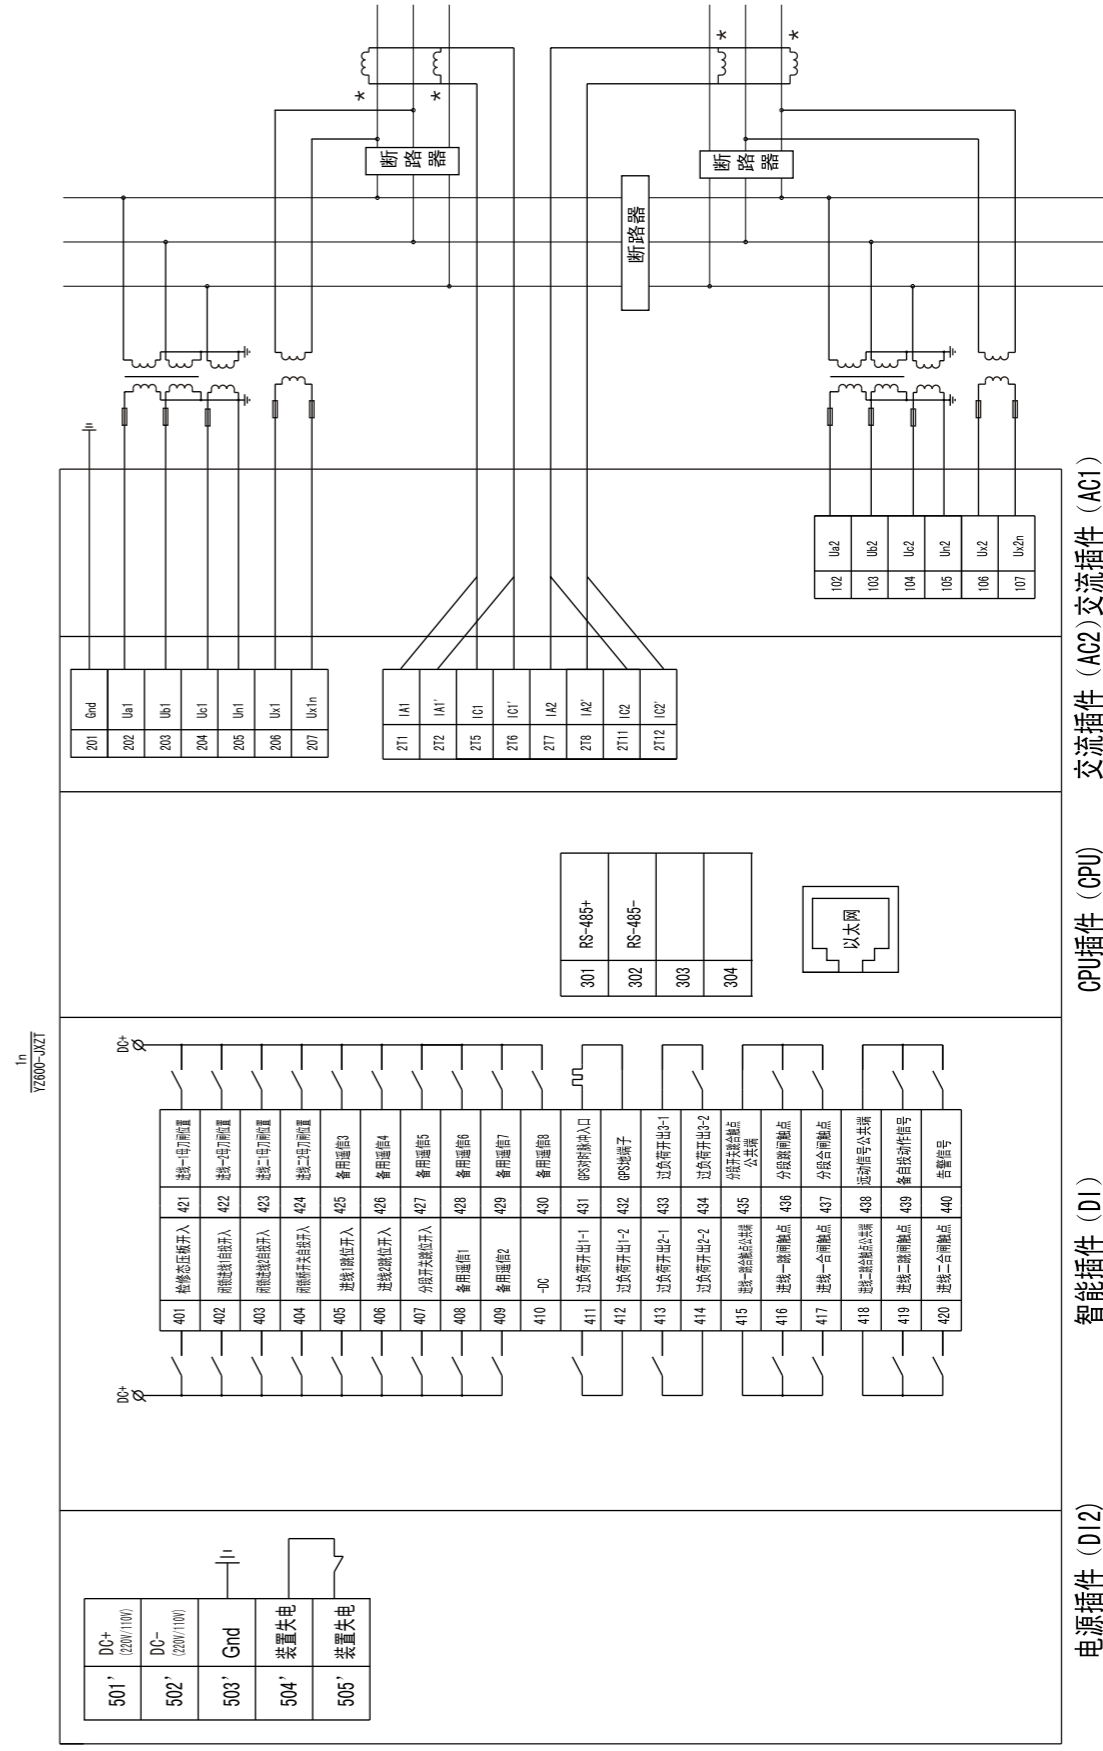 1n
YZ600-JXZT
断路器
断路器
断路器
*
*
*
*
201 Gnd
202 Ua1
203 Ub1
204 Uc1
205 Un1
206 Ux1
207 Ux1n
2T1 IA1
2T2 IA1'
2T5 IC1
2T6 IC1'
2T7 IA2
2T8 IA2'
2T11 IC2
2T12 IC2'
102 Ua2
103 Ub2
104 Uc2
105 Un2
106 Ux2
107 Ux2n
交流插件（AC1）
交流插件（AC2）
301 RS-485+
302 RS-485-
303
304
以太网
CPU插件（CPU）
DC+
421 进线一1母刀闸位置
422 进线一2母刀闸位置
423 进线二1母刀闸位置
424 进线二2母刀闸位置
425 备用遥信3
426 备用遥信4
427 备用遥信5
428 备用遥信6
429 备用遥信7
430 备用遥信8
431 GPS对时脉冲入口
432 GPS地端子
433 过负荷开出3-1
434 过负荷开出3-2
435 分段开关跳合触点公共端
436 分段跳闸触点
437 分段合闸触点
438 远动信号公共端
439 备自投动作信号
440 告警信号
401 检修态压板开入
402 闭锁进线1自投开入
403 闭锁进线2自投开入
404 闭锁桥开关自投开入
405 进线1跳位开入
406 进线2跳位开入
407 分段开关跳位开入
408 备用遥信1
409 备用遥信2
410 -DC
411 过负荷开出1-1
412 过负荷开出1-2
413 过负荷开出2-1
414 过负荷开出2-2
415 进线一跳合触点公共端
416 进线一跳闸触点
417 进线一合闸触点
418 进线二跳合触点公共端
419 进线二跳闸触点
420 进线二合闸触点
DC+
智能插件（DI）
501' DC+
(220V/110V)
502' DC-
(220V/110V)
503' Gnd
504' 装置失电
505' 装置失电
电源插件（DI2）